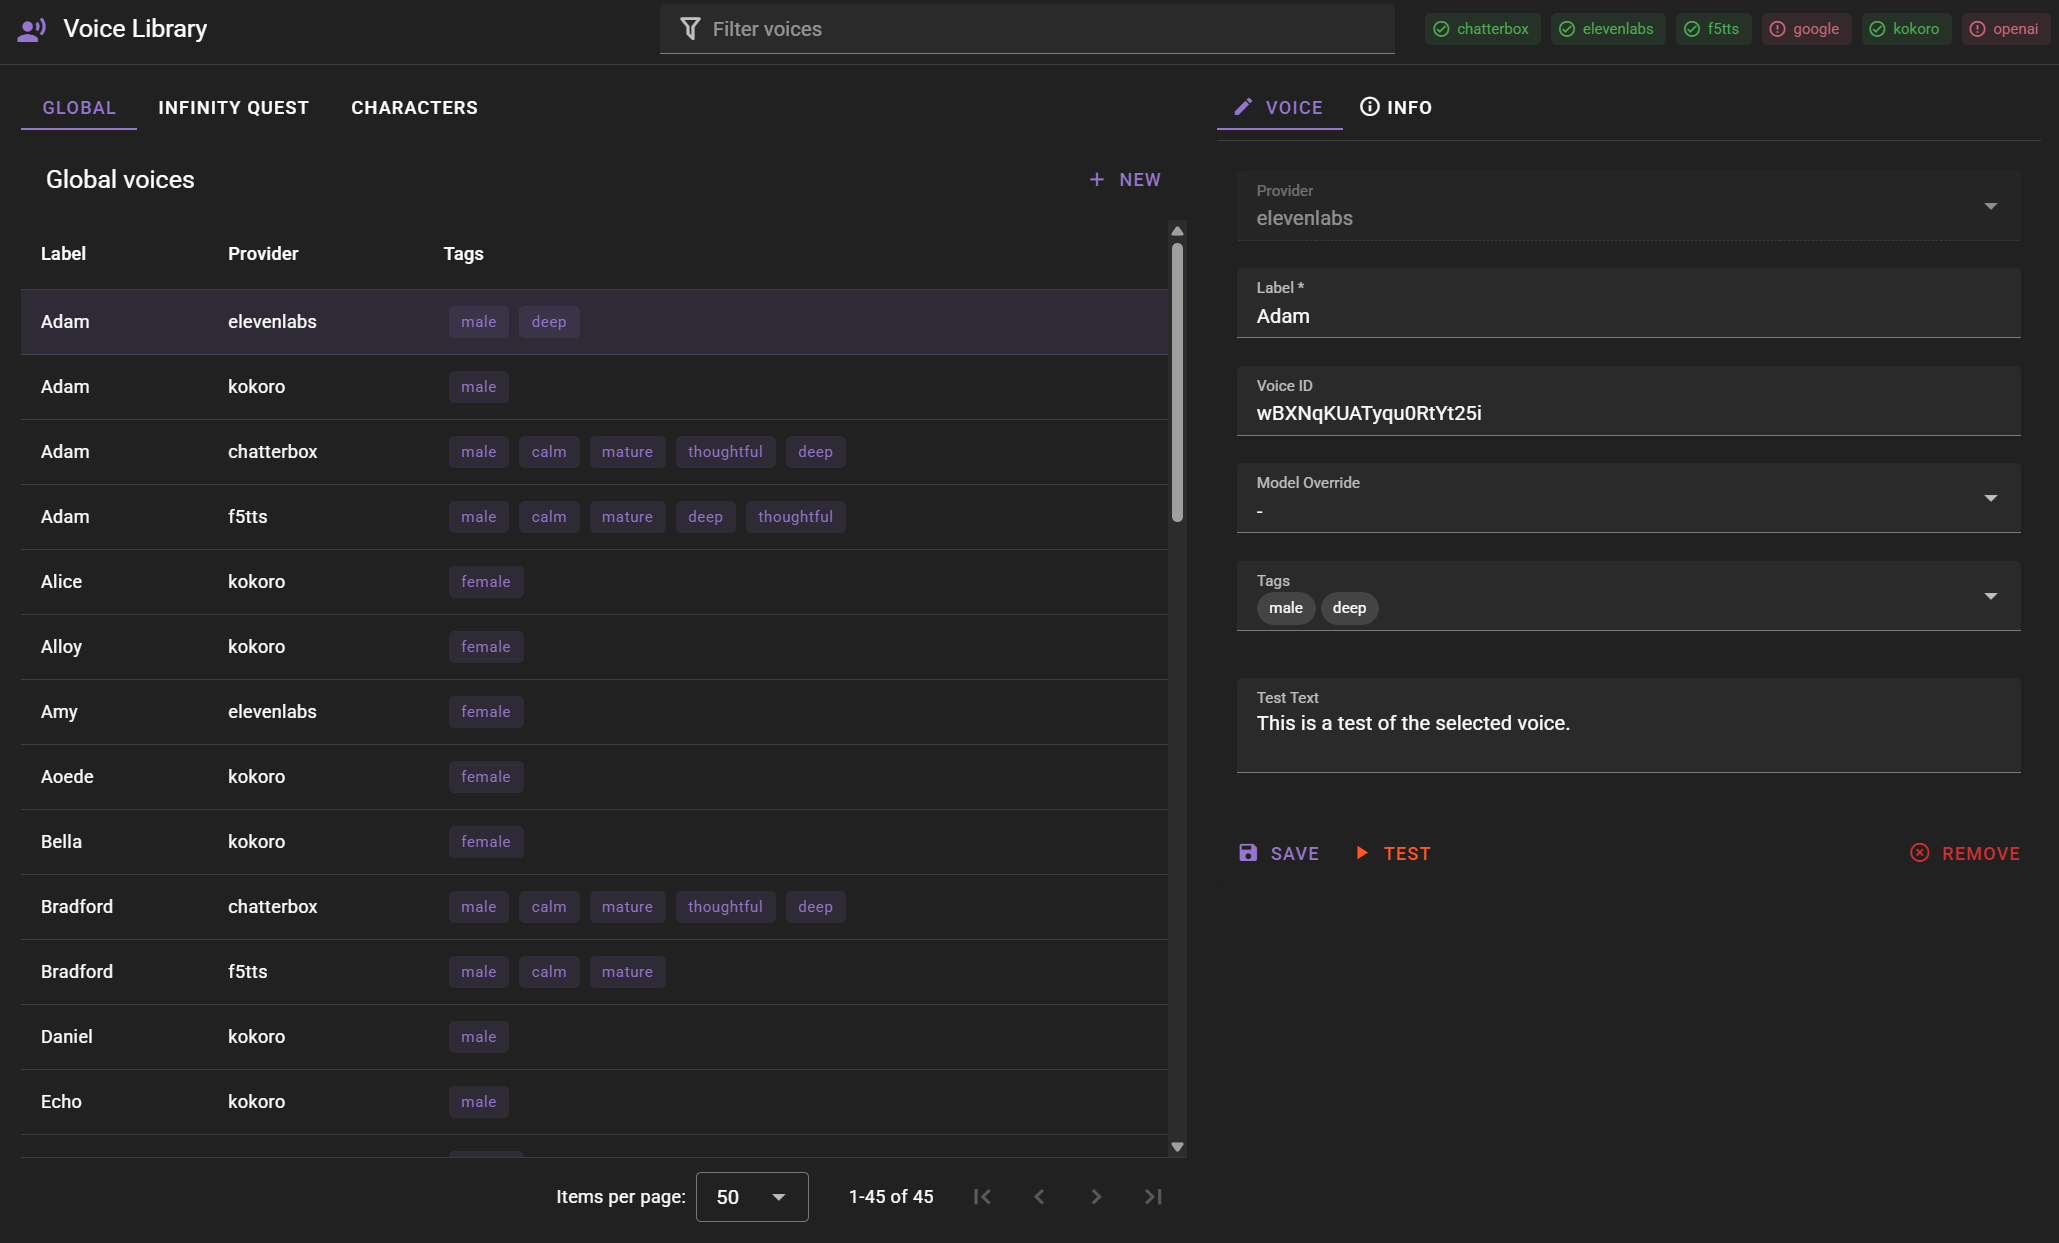 Voice Library
Filter voices
chatterbox elevenlabs f5tts google kokoro openai
GLOBAL INFINITY QUEST CHARACTERS
Global voices
NEW
Label Provider Tags
Adam elevenlabs male deep
Adam kokoro male
Adam chatterbox male calm mature thoughtful deep
Adam f5tts male calm mature deep thoughtful
Alice kokoro female
Alloy kokoro female
Amy elevenlabs female
Aoede kokoro female
Bella kokoro female
Bradford chatterbox male calm mature thoughtful deep
Bradford f5tts male calm mature
Daniel kokoro male
Echo kokoro male
Items per page: 50 1-45 of 45
VOICE INFO
Provider
elevenlabs
Label *
Adam
Voice ID
wBXNqKUATyqu0RtYt25i
Model Override
-
Tags
male deep
Test Text
This is a test of the selected voice.
SAVE TEST REMOVE